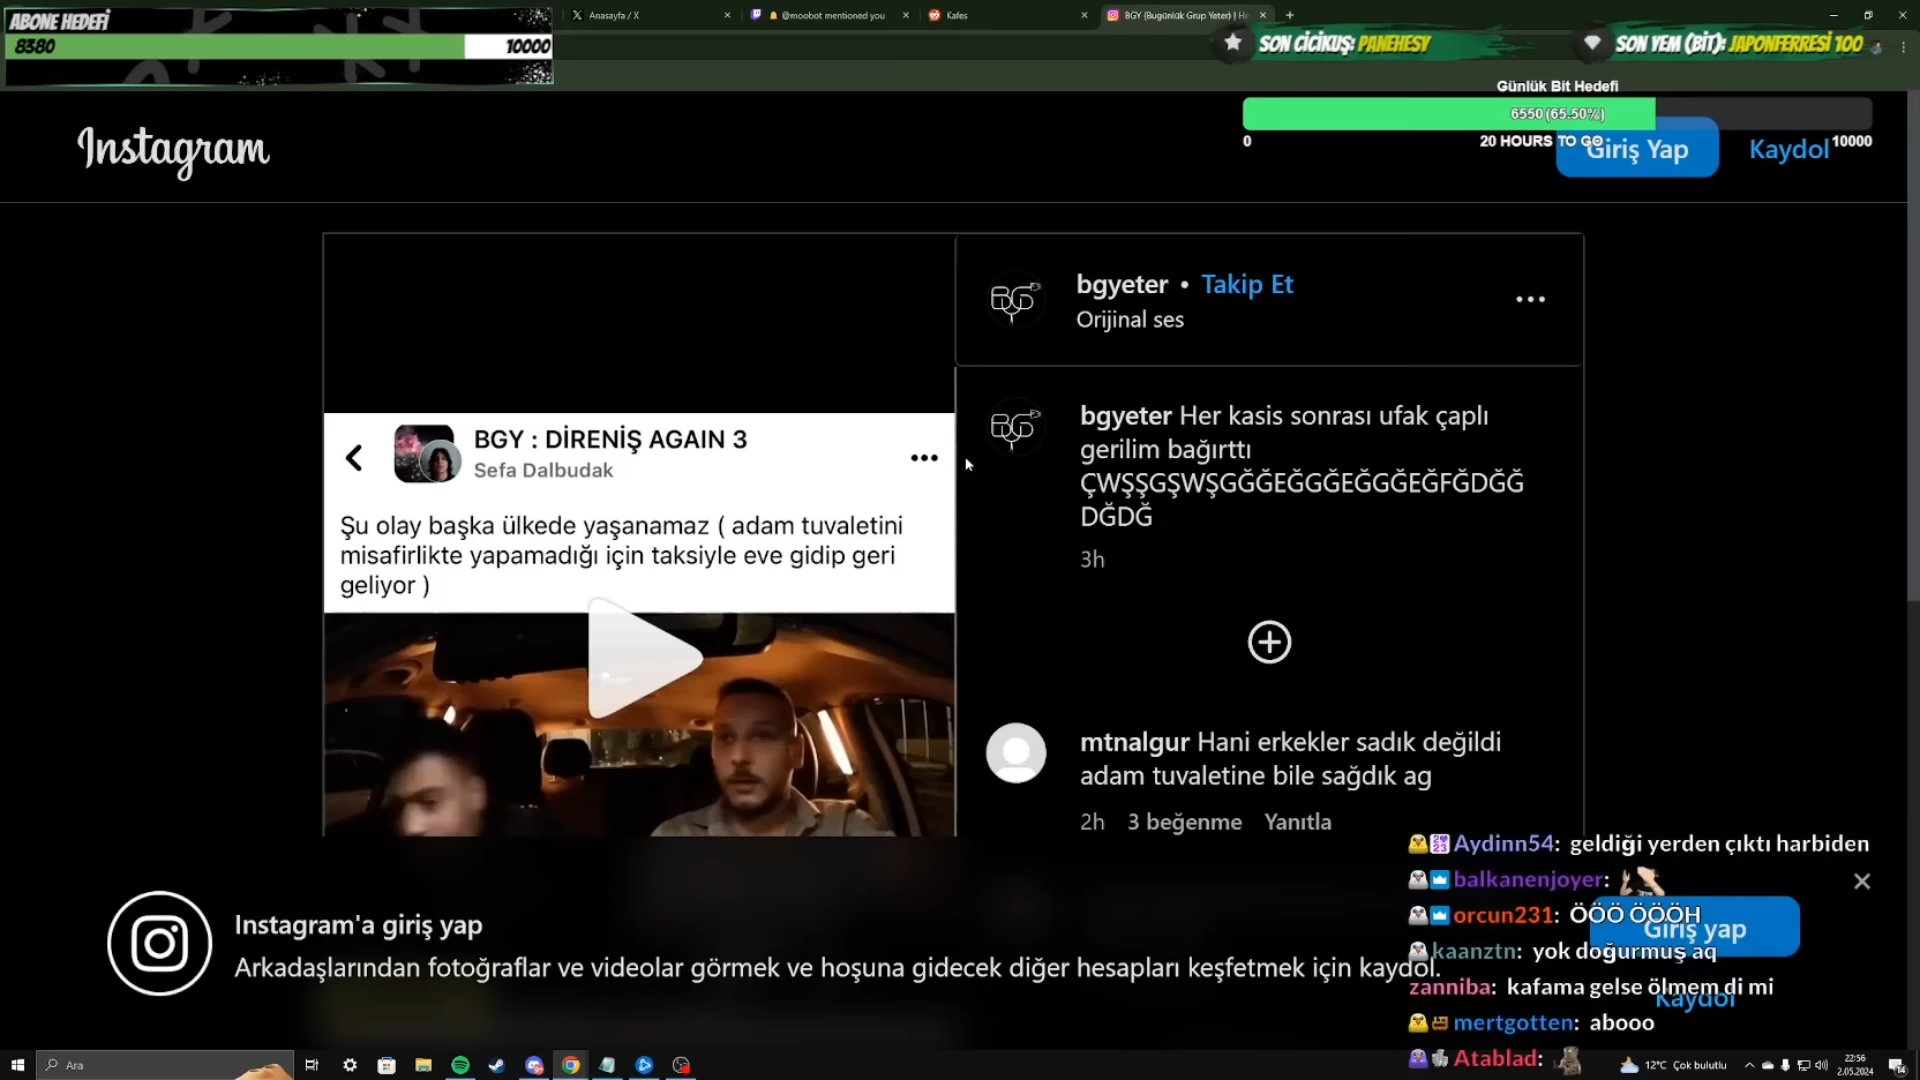 ABONE HEDEFİ
8380
10000
Anasayfa / X
@moobot mentioned you
Kafes
BGY (Bugünlük Grup Yeter) | H
SON CİCİKUŞ: PANEHESY
SON YEM (BİT): JAPONFERRESİ 100
Günlük Bit Hedefi
6550 (65.50%)
0
20 HOURS TO GO
10000
Instagram
Giriş Yap
Kaydol
BGY : DİRENİŞ AGAIN 3
Sefa Dalbudak
Şu olay başka ülkede yaşanamaz ( adam tuvaletini
misafirlikte yapamadığı için taksiyle eve gidip geri
geliyor )
bgyeter • Takip Et
Orijinal ses
bgyeter Her kasis sonrası ufak çaplı
gerilim bağırttı
ÇWŞŞGŞWŞGĞĞEĞGĞEĞGĞEĞFĞDĞĞ
DĞDĞ
3h
mtnalgur Hani erkekler sadık değildi
adam tuvaletine bile sağdık ag
2h 3 beğenme Yanıtla
Instagram'a giriş yap
Arkadaşlarından fotoğraflar ve videolar görmek ve hoşuna gidecek diğer hesapları keşfetmek için kaydol.
Giriş yap
Kaydol
Aydinn54: geldiği yerden çıktı harbiden
balkanenjoyer:
orcun231: ÖÖÖ ÖÖÖH
kaanztn: yok doğurmuş aq
zanniba: kafama gelse ölmem di mi
mertgotten: abooo
Atablad:
Ara
12°C Çok bulutlu
22:56
2.05.2024
14